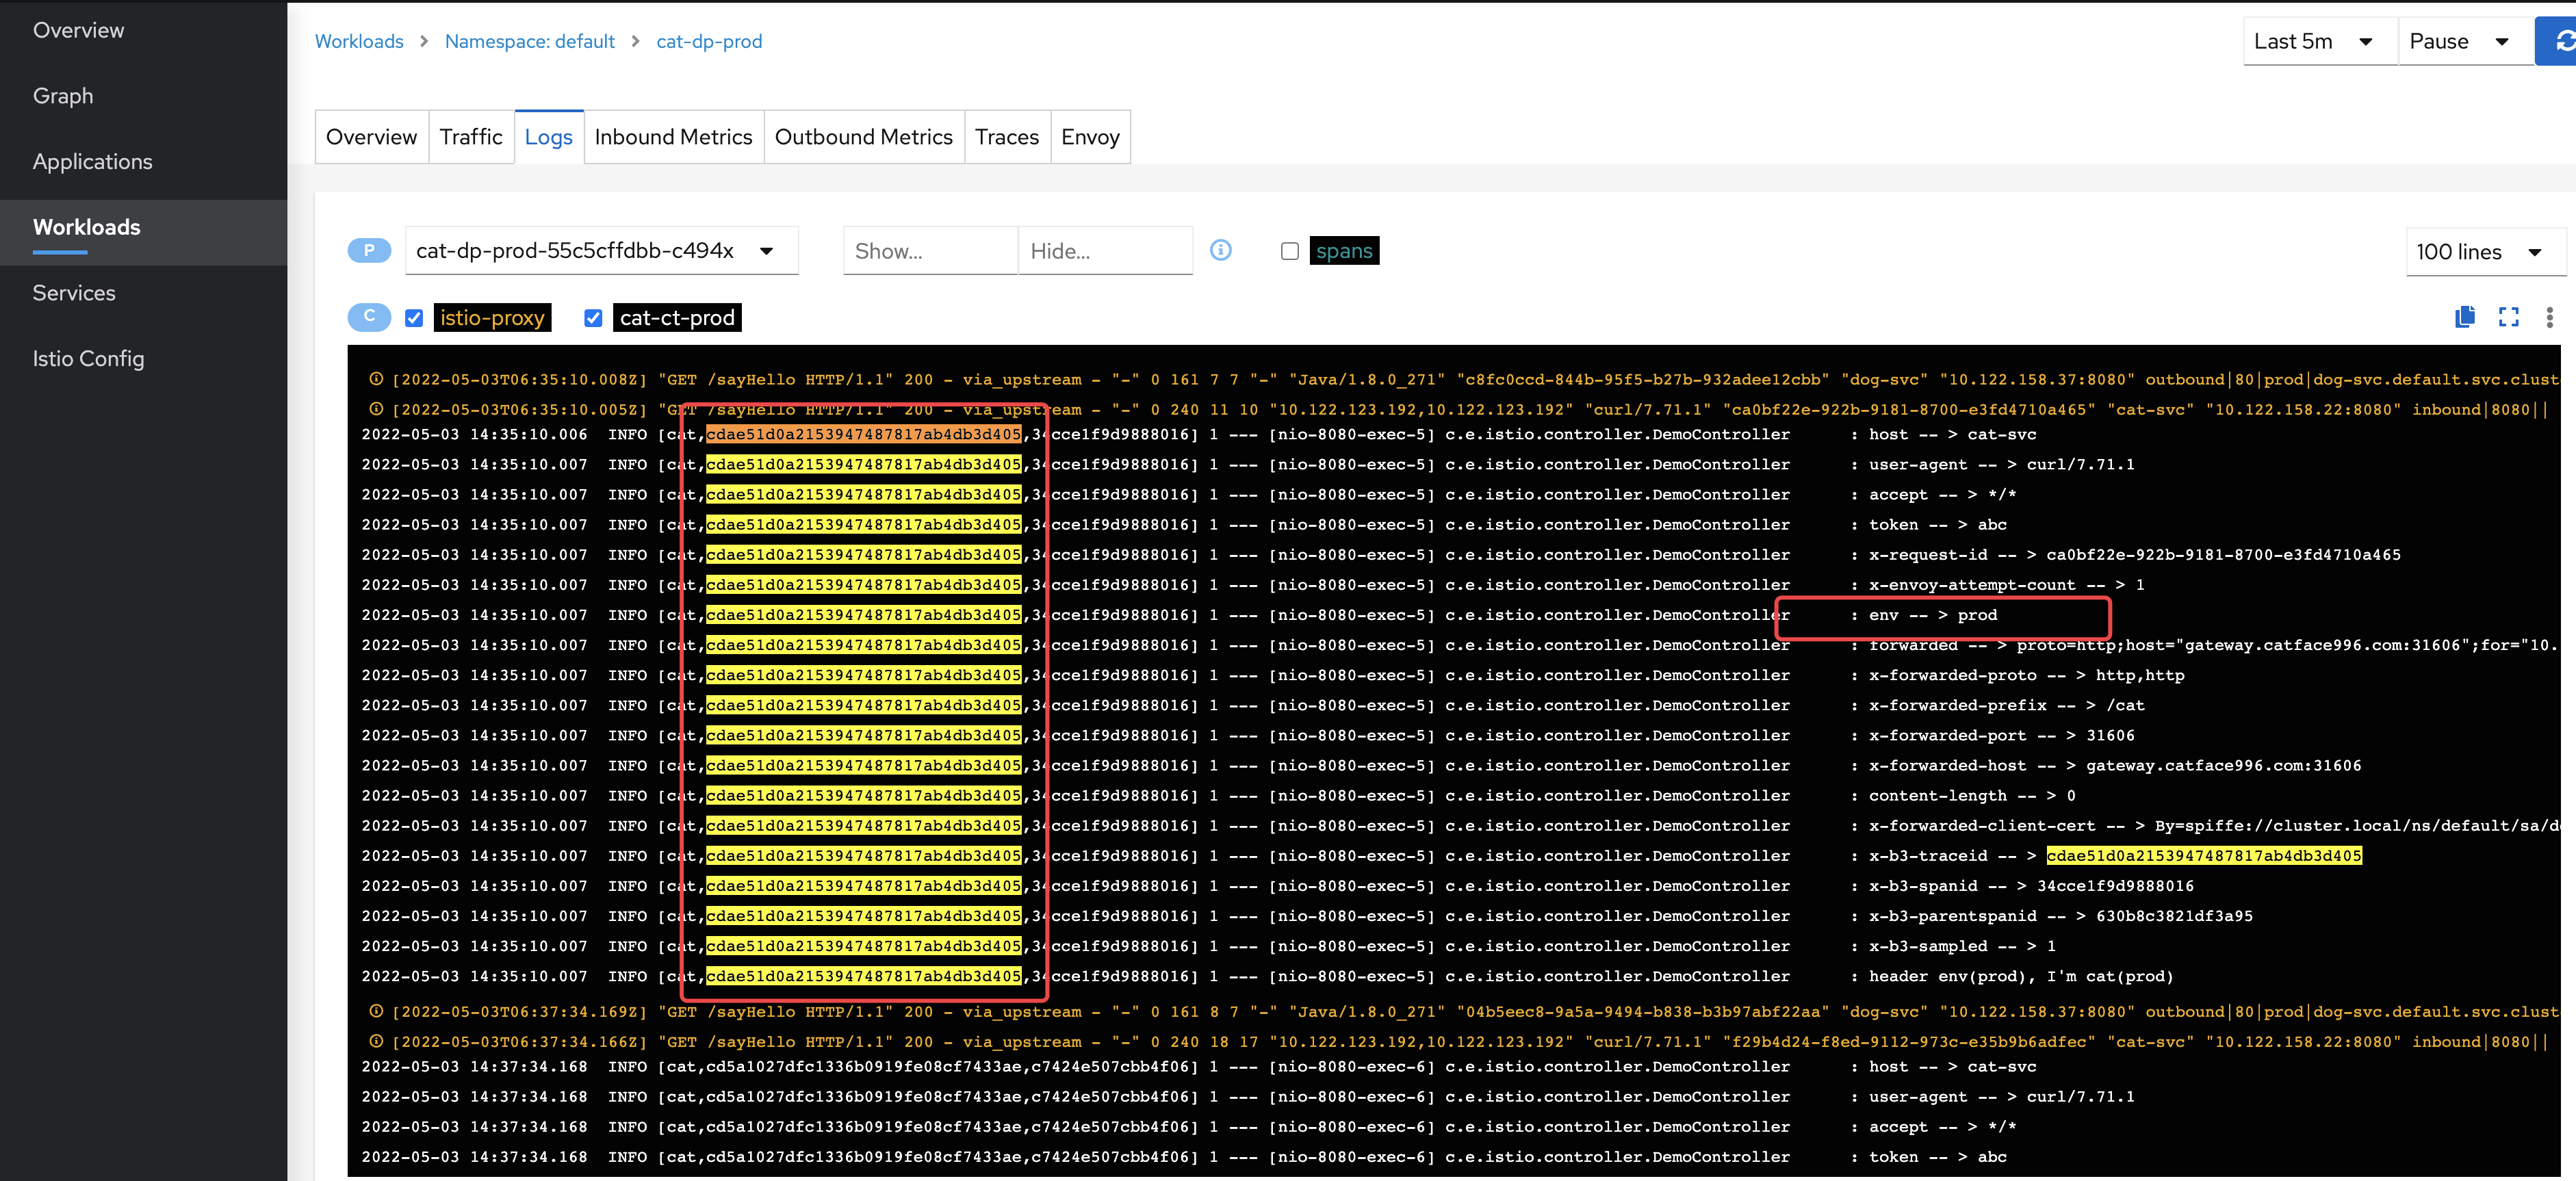 Overview
Graph
Applications
Workloads
Services
Istio Config
Workloads > Namespace: default > cat-dp-prod
Last 5m Pause
Overview Traffic Logs Inbound Metrics Outbound Metrics Traces Envoy
P cat-dp-prod-55c5cffdbb-c494x Show... Hide... spans 100 lines
C istio-proxy cat-ct-prod
[2022-05-03T06:35:10.008Z] "GET /sayHello HTTP/1.1" 200 - via_upstream - "-" 0 161 7 7 "-" "Java/1.8.0_271" "c8fc0ccd-844b-95f5-b27b-932adee12cbb" "dog-svc" "10.122.158.37:8080" outbound|80|prod|dog-svc.default.svc.clust
[2022-05-03T06:35:10.005Z] "GET /sayHello HTTP/1.1" 200 - via_upstream - "-" 0 240 11 10 "10.122.123.192,10.122.123.192" "curl/7.71.1" "ca0bf22e-922b-9181-8700-e3fd4710a465" "cat-svc" "10.122.158.22:8080" inbound|8080||
2022-05-03 14:35:10.006 INFO [cat,cdae51d0a2153947487817ab4db3d405,34cce1f9d9888016] 1 --- [nio-8080-exec-5] c.e.istio.controller.DemoController : host -- > cat-svc
2022-05-03 14:35:10.007 INFO [cat,cdae51d0a2153947487817ab4db3d405,34cce1f9d9888016] 1 --- [nio-8080-exec-5] c.e.istio.controller.DemoController : user-agent -- > curl/7.71.1
2022-05-03 14:35:10.007 INFO [cat,cdae51d0a2153947487817ab4db3d405,34cce1f9d9888016] 1 --- [nio-8080-exec-5] c.e.istio.controller.DemoController : accept -- > */*
2022-05-03 14:35:10.007 INFO [cat,cdae51d0a2153947487817ab4db3d405,34cce1f9d9888016] 1 --- [nio-8080-exec-5] c.e.istio.controller.DemoController : token -- > abc
2022-05-03 14:35:10.007 INFO [cat,cdae51d0a2153947487817ab4db3d405,34cce1f9d9888016] 1 --- [nio-8080-exec-5] c.e.istio.controller.DemoController : x-request-id -- > ca0bf22e-922b-9181-8700-e3fd4710a465
2022-05-03 14:35:10.007 INFO [cat,cdae51d0a2153947487817ab4db3d405,34cce1f9d9888016] 1 --- [nio-8080-exec-5] c.e.istio.controller.DemoController : x-envoy-attempt-count -- > 1
2022-05-03 14:35:10.007 INFO [cat,cdae51d0a2153947487817ab4db3d405,34cce1f9d9888016] 1 --- [nio-8080-exec-5] c.e.istio.controller.DemoController : env -- > prod
2022-05-03 14:35:10.007 INFO [cat,cdae51d0a2153947487817ab4db3d405,34cce1f9d9888016] 1 --- [nio-8080-exec-5] c.e.istio.controller.DemoController : forwarded -- > proto=http;host="gateway.catface996.com:31606";for="10.
2022-05-03 14:35:10.007 INFO [cat,cdae51d0a2153947487817ab4db3d405,34cce1f9d9888016] 1 --- [nio-8080-exec-5] c.e.istio.controller.DemoController : x-forwarded-proto -- > http,http
2022-05-03 14:35:10.007 INFO [cat,cdae51d0a2153947487817ab4db3d405,34cce1f9d9888016] 1 --- [nio-8080-exec-5] c.e.istio.controller.DemoController : x-forwarded-prefix -- > /cat
2022-05-03 14:35:10.007 INFO [cat,cdae51d0a2153947487817ab4db3d405,34cce1f9d9888016] 1 --- [nio-8080-exec-5] c.e.istio.controller.DemoController : x-forwarded-port -- > 31606
2022-05-03 14:35:10.007 INFO [cat,cdae51d0a2153947487817ab4db3d405,34cce1f9d9888016] 1 --- [nio-8080-exec-5] c.e.istio.controller.DemoController : x-forwarded-host -- > gateway.catface996.com:31606
2022-05-03 14:35:10.007 INFO [cat,cdae51d0a2153947487817ab4db3d405,34cce1f9d9888016] 1 --- [nio-8080-exec-5] c.e.istio.controller.DemoController : content-length -- > 0
2022-05-03 14:35:10.007 INFO [cat,cdae51d0a2153947487817ab4db3d405,34cce1f9d9888016] 1 --- [nio-8080-exec-5] c.e.istio.controller.DemoController : x-forwarded-client-cert -- > By=spiffe://cluster.local/ns/default/sa/d
2022-05-03 14:35:10.007 INFO [cat,cdae51d0a2153947487817ab4db3d405,34cce1f9d9888016] 1 --- [nio-8080-exec-5] c.e.istio.controller.DemoController : x-b3-traceid -- > cdae51d0a2153947487817ab4db3d405
2022-05-03 14:35:10.007 INFO [cat,cdae51d0a2153947487817ab4db3d405,34cce1f9d9888016] 1 --- [nio-8080-exec-5] c.e.istio.controller.DemoController : x-b3-spanid -- > 34cce1f9d9888016
2022-05-03 14:35:10.007 INFO [cat,cdae51d0a2153947487817ab4db3d405,34cce1f9d9888016] 1 --- [nio-8080-exec-5] c.e.istio.controller.DemoController : x-b3-parentspanid -- > 630b8c3821df3a95
2022-05-03 14:35:10.007 INFO [cat,cdae51d0a2153947487817ab4db3d405,34cce1f9d9888016] 1 --- [nio-8080-exec-5] c.e.istio.controller.DemoController : x-b3-sampled -- > 1
2022-05-03 14:35:10.007 INFO [cat,cdae51d0a2153947487817ab4db3d405,34cce1f9d9888016] 1 --- [nio-8080-exec-5] c.e.istio.controller.DemoController : header env(prod), I'm cat(prod)
[2022-05-03T06:37:34.169Z] "GET /sayHello HTTP/1.1" 200 - via_upstream - "-" 0 161 8 7 "-" "Java/1.8.0_271" "04b5eec8-9a5a-9494-b838-b3b97abf22aa" "dog-svc" "10.122.158.37:8080" outbound|80|prod|dog-svc.default.svc.clust
[2022-05-03T06:37:34.166Z] "GET /sayHello HTTP/1.1" 200 - via_upstream - "-" 0 240 18 17 "10.122.123.192,10.122.123.192" "curl/7.71.1" "f29b4d24-f8ed-9112-973c-e35b9b6adfec" "cat-svc" "10.122.158.22:8080" inbound|8080||
2022-05-03 14:37:34.168 INFO [cat,cd5a1027dfc1336b0919fe08cf7433ae,c7424e507cbb4f06] 1 --- [nio-8080-exec-6] c.e.istio.controller.DemoController : host -- > cat-svc
2022-05-03 14:37:34.168 INFO [cat,cd5a1027dfc1336b0919fe08cf7433ae,c7424e507cbb4f06] 1 --- [nio-8080-exec-6] c.e.istio.controller.DemoController : user-agent -- > curl/7.71.1
2022-05-03 14:37:34.168 INFO [cat,cd5a1027dfc1336b0919fe08cf7433ae,c7424e507cbb4f06] 1 --- [nio-8080-exec-6] c.e.istio.controller.DemoController : accept -- > */*
2022-05-03 14:37:34.168 INFO [cat,cd5a1027dfc1336b0919fe08cf7433ae,c7424e507cbb4f06] 1 --- [nio-8080-exec-6] c.e.istio.controller.DemoController : token -- > abc